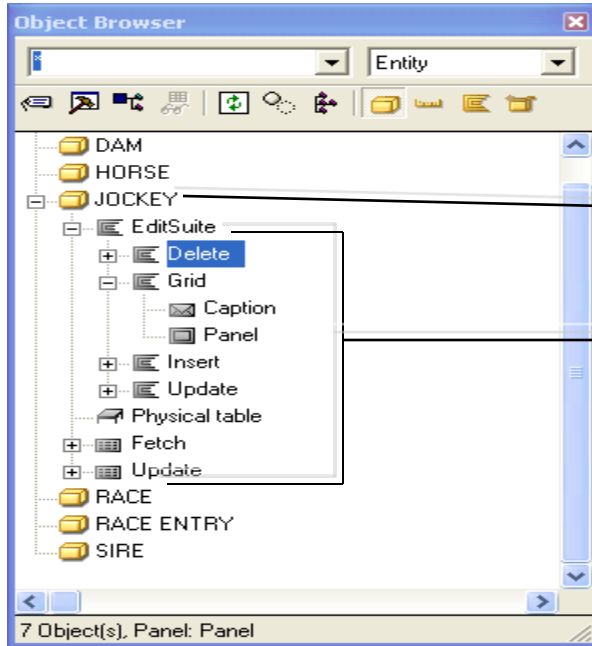 Object Browser
*
Entity
DAM
HORSE
JOCKEY
EditSuite
Delete
Grid
Caption
Panel
Insert
Update
Physical table
Fetch
Update
RACE
RACE ENTRY
SIRE
7 Object(s), Panel: Panel